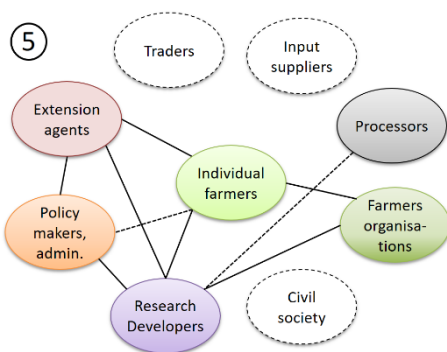 5
Traders
Input
suppliers
Extension
agents
Processors
Individual
farmers
Policy
makers,
admin.
Farmers
organisa-
tions
Research
Developers
Civil
society